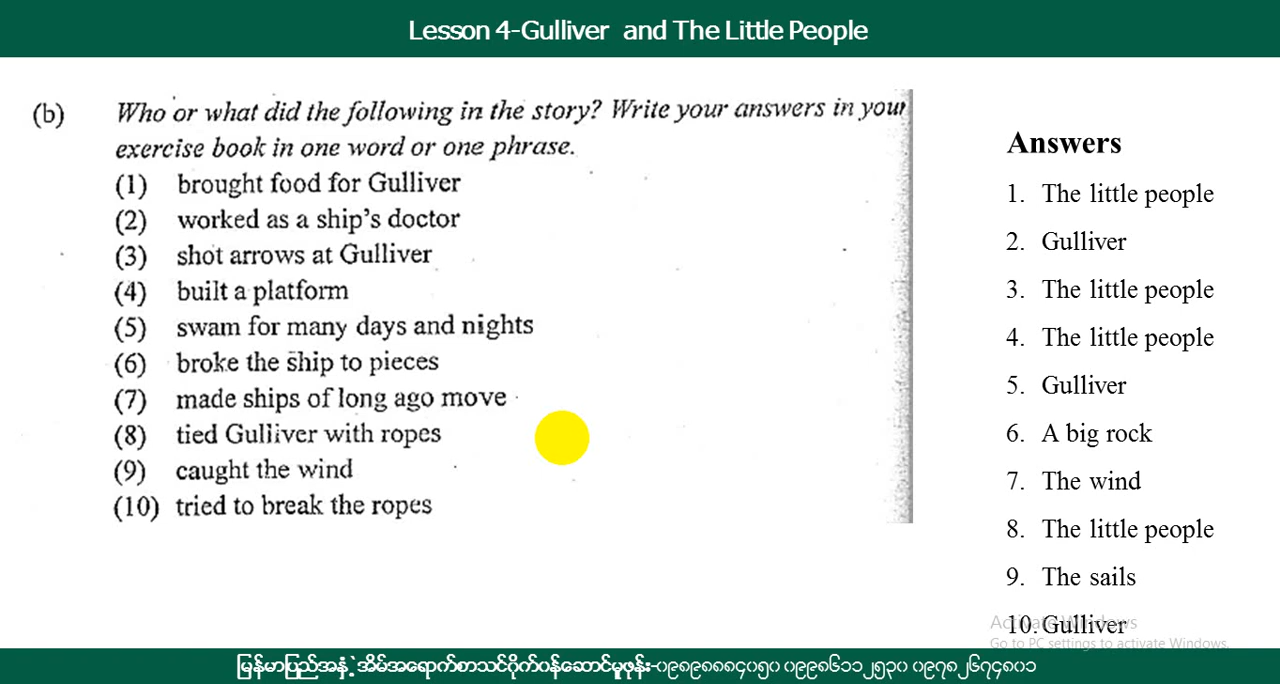 Lesson 4-Gulliver and The Little People
(b) Who or what did the following in the story? Write your answers in your
exercise book in one word or one phrase.
(1) brought food for Gulliver
(2) worked as a ship's doctor
(3) shot arrows at Gulliver
(4) built a platform
(5) swam for many days and nights
(6) broke the ship to pieces
(7) made ships of long ago move
(8) tied Gulliver with ropes
(9) caught the wind
(10) tried to break the ropes
Answers
1. The little people
2. Gulliver
3. The little people
4. The little people
5. Gulliver
6. A big rock
7. The wind
8. The little people
9. The sails
10. Gulliver
Activate Windows
Go to PC settings to activate Windows.
မြန်မာပြည်အနှံ့ အိမ်အရောက်စာသင်ဝိုက်ပန်ဆောင်မှုဖုန်း-၀၉၈၉၈၈၈၄၀၅၀ ၀၉၉၈၆၁၁၂၅၃၀ ၀၉၇၈၂၆၇၄၈၀၁